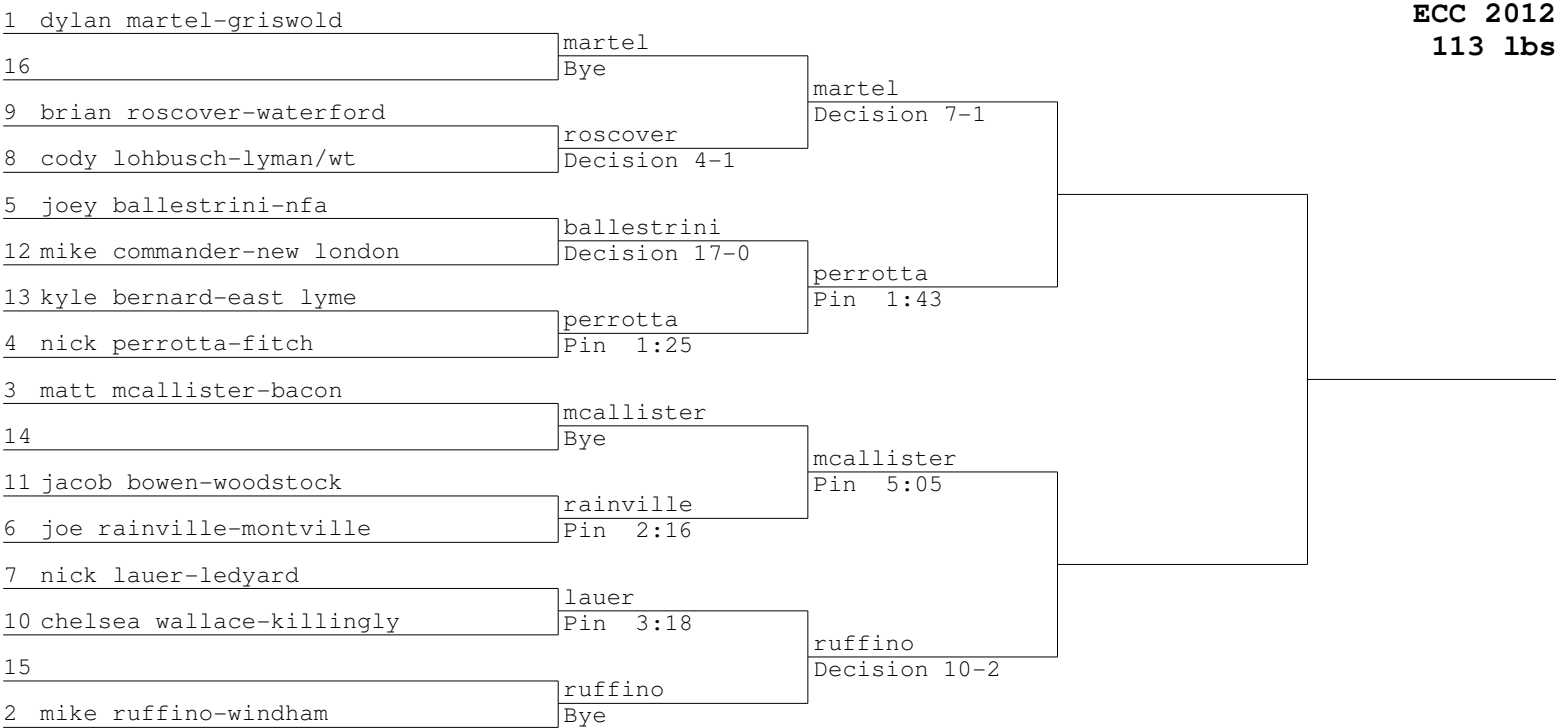 ECC 2012
113 lbs
1 dylan martel-griswold
martel
16
Bye
martel
9 brian roscover-waterford
Decision 7-1
roscover
8 cody lohbusch-lyman/wt
Decision 4-1
5 joey ballestrini-nfa
ballestrini
12 mike commander-new london
Decision 17-0
perrotta
13 kyle bernard-east lyme
Pin 1:43
perrotta
4 nick perrotta-fitch
Pin 1:25
3 matt mcallister-bacon
mcallister
14
Bye
mcallister
11 jacob bowen-woodstock
Pin 5:05
rainville
6 joe rainville-montville
Pin 2:16
7 nick lauer-ledyard
lauer
10 chelsea wallace-killingly
Pin 3:18
ruffino
15
Decision 10-2
ruffino
2 mike ruffino-windham
Bye